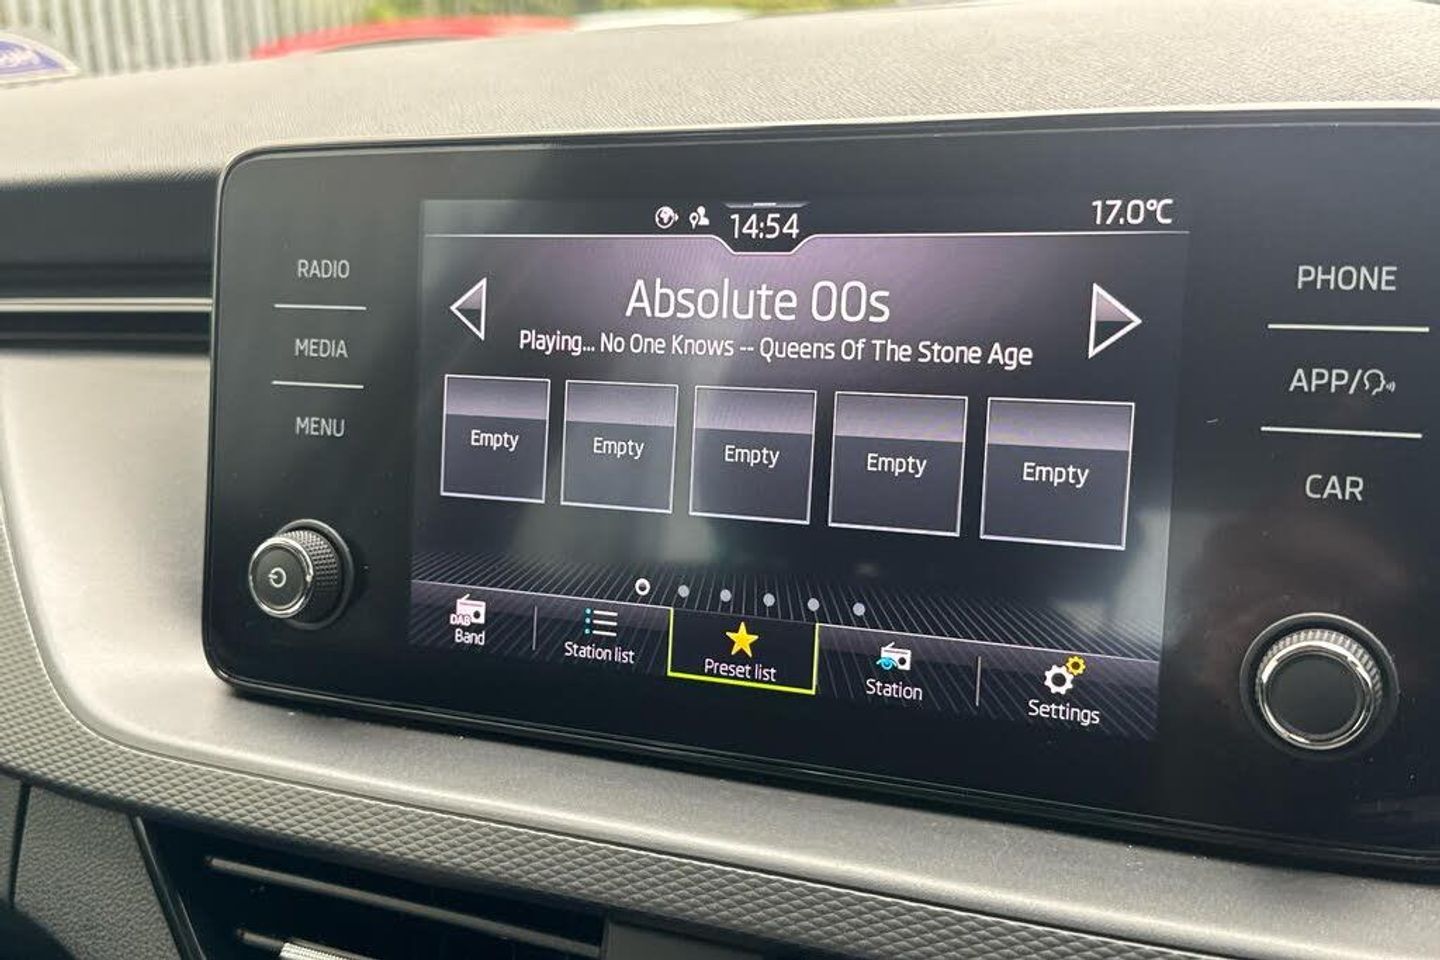 RADIO
MEDIA
MENU
14:54
17.0°C
Absolute 00s
Playing... No One Knows -- Queens Of The Stone Age
Empty
Empty
Empty
Empty
Empty
DAB
Band
Station list
Preset list
Station
Settings
PHONE
APP/
CAR